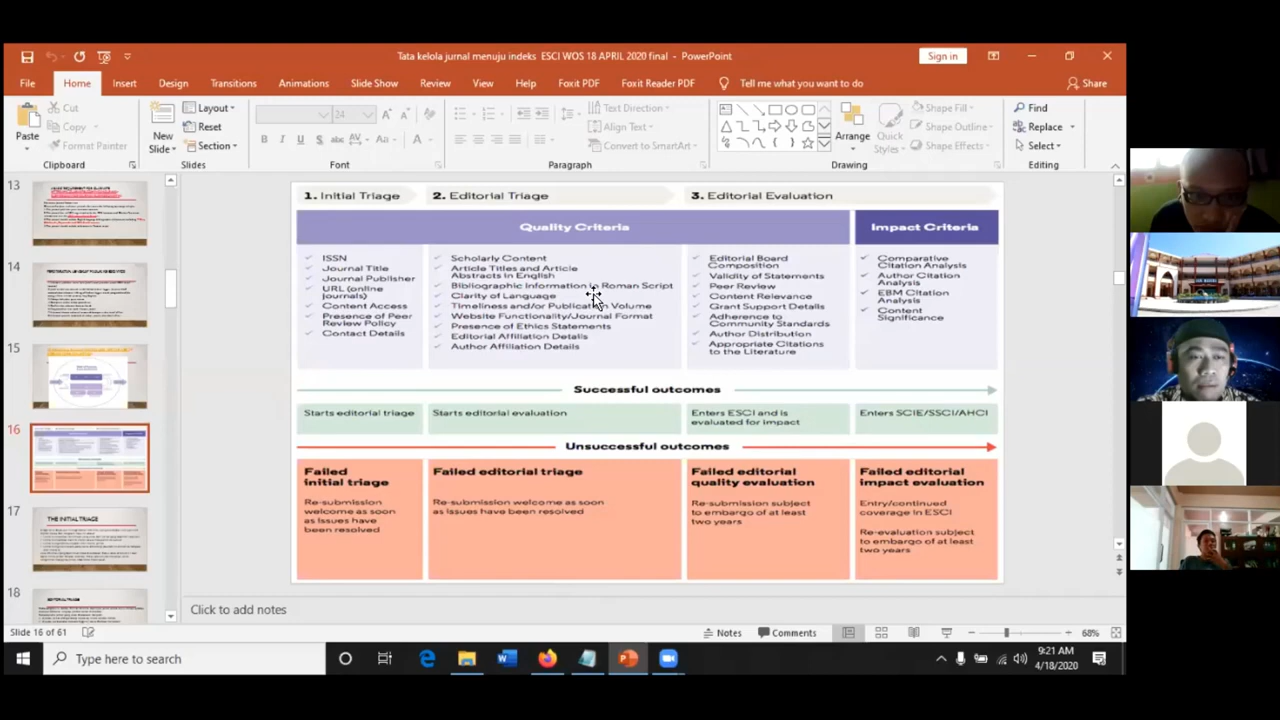 Tata kelola jurnal menuju indeks ESCI WOS 18 APRIL 2020 final - PowerPoint
Sign in
File
Home
Insert
Design
Transitions
Animations
Slide Show
Review
View
Help
Foxit PDF
Foxit Reader PDF
Tell me what you want to do
Share
Paste
Cut
Copy
Format Painter
Clipboard
New
Slide
Layout
Reset
Section
Slides
24
Font
Text Direction
Align Text
Convert to SmartArt
Paragraph
Arrange
Quick
Styles
Shape Fill
Shape Outline
Shape Effects
Drawing
Find
Replace
Select
Editing
13
14
15
16
17
THE INITIAL TRIAGE
18
EDITORIAL TRIAGE
1. Initial Triage
2. Editorial Triage
3. Editorial Evaluation
Quality Criteria
Impact Criteria
ISSN
Journal Title
Journal Publisher
URL (online
journals)
Content Access
Presence of Peer
Review Policy
Contact Details
Scholarly Content
Article Titles and Article
Abstracts in English
Bibliographic Information in Roman Script
Clarity of Language
Timeliness and/or Publication Volume
Website Functionality/Journal Format
Presence of Ethics Statements
Editorial Affiliation Details
Author Affiliation Details
Editorial Board
Composition
Validity of Statements
Peer Review
Content Relevance
Grant Support Details
Adherence to
Community Standards
Author Distribution
Appropriate Citations
to the Literature
Comparative
Citation Analysis
Author Citation
Analysis
EBM Citation
Analysis
Content
Significance
Successful outcomes
Starts editorial triage
Starts editorial evaluation
Enters ESCI and is
evaluated for impact
Enters SCIE/SSCI/AHCI
Unsuccessful outcomes
Failed
initial triage
Re-submission
welcome as soon
as issues have
been resolved
Failed editorial triage
Re-submission welcome as soon
as issues have been resolved
Failed editorial
quality evaluation
Re-submission subject
to embargo of at least
two years
Failed editorial
impact evaluation
Entry/continued
coverage in ESCI
Re-evaluation subject
to embargo of at least
two years
Click to add notes
Slide 16 of 61
Notes
Comments
68%
Type here to search
9:21 AM
4/18/2020